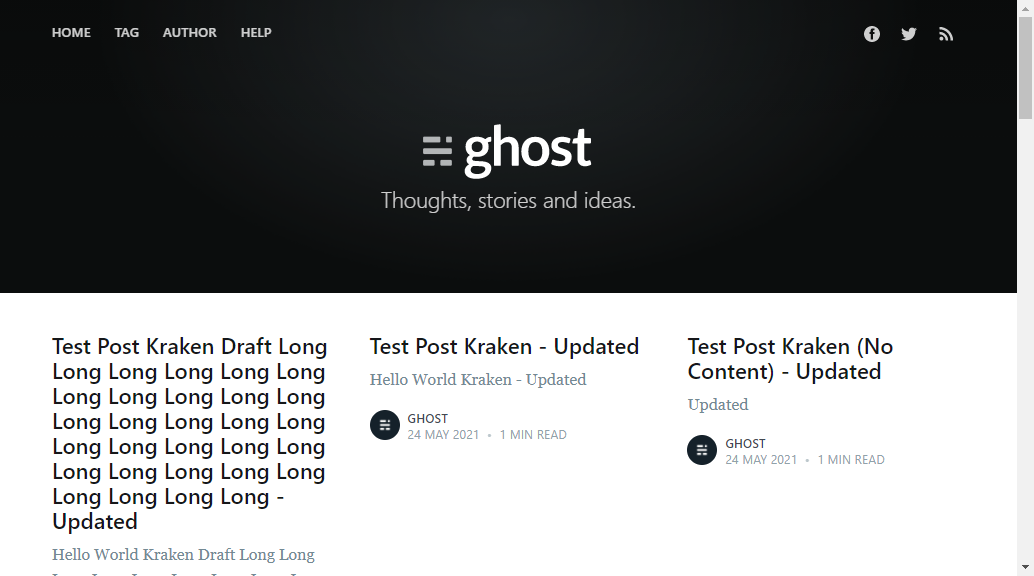 HOME TAG AUTHOR HELP
ghost
Thoughts, stories and ideas.
Test Post Kraken Draft Long
Long Long Long Long Long
Long Long Long Long Long
Long Long Long Long Long
Long Long Long Long Long
Long Long Long Long Long
Long Long Long Long -
Updated
Hello World Kraken Draft Long Long
Test Post Kraken - Updated
Hello World Kraken - Updated
GHOST
24 MAY 2021 • 1 MIN READ
Test Post Kraken (No
Content) - Updated
Updated
GHOST
24 MAY 2021 • 1 MIN READ